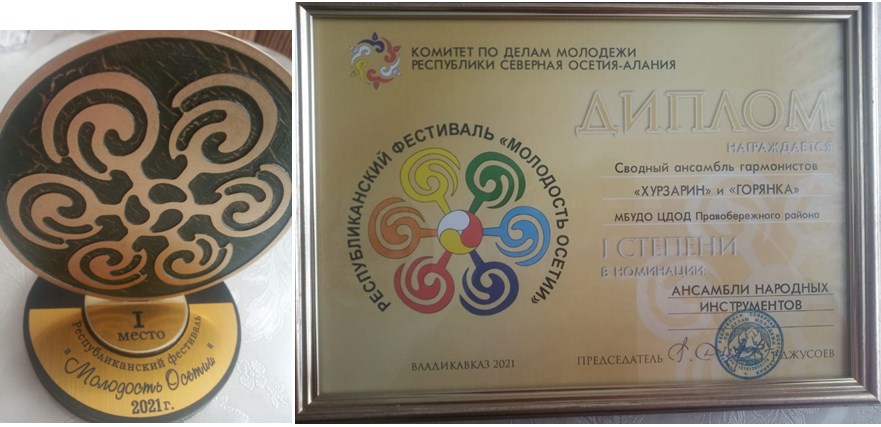 I
место
Республиканский фестиваль
"Молодость Осетии"
2021 г.
КОМИТЕТ ПО ДЕЛАМ МОЛОДЕЖИ
РЕСПУБЛИКИ СЕВЕРНАЯ ОСЕТИЯ-АЛАНИЯ
ДИПЛОМ
НАГРАЖДАЕТСЯ
РЕСПУБЛИКАНСКИЙ ФЕСТИВАЛЬ «МОЛОДОСТЬ ОСЕТИИ»
Сводный ансамбль гармонистов
«ХУРЗАРИН» и «ГОРЯНКА»
МБУДО ЦДОД Правобережного района
I СТЕПЕНИ
В НОМИНАЦИИ:
АНСАМБЛИ НАРОДНЫХ
ИНСТРУМЕНТОВ
ВЛАДИКАВКАЗ 2021
ПРЕДСЕДАТЕЛЬ ДЖУСОЕВ